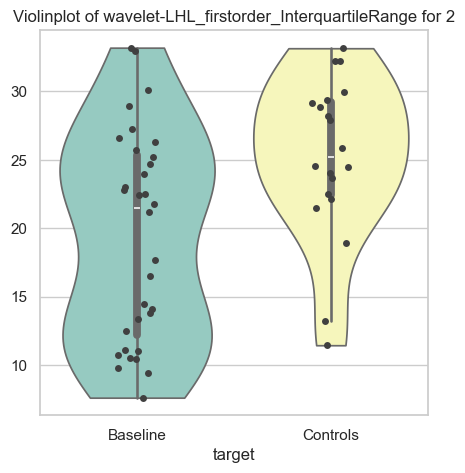 Violinplot of wavelet-LHL_firstorder_InterquartileRange for 2
30
25
20
15
10
Baseline Controls
target